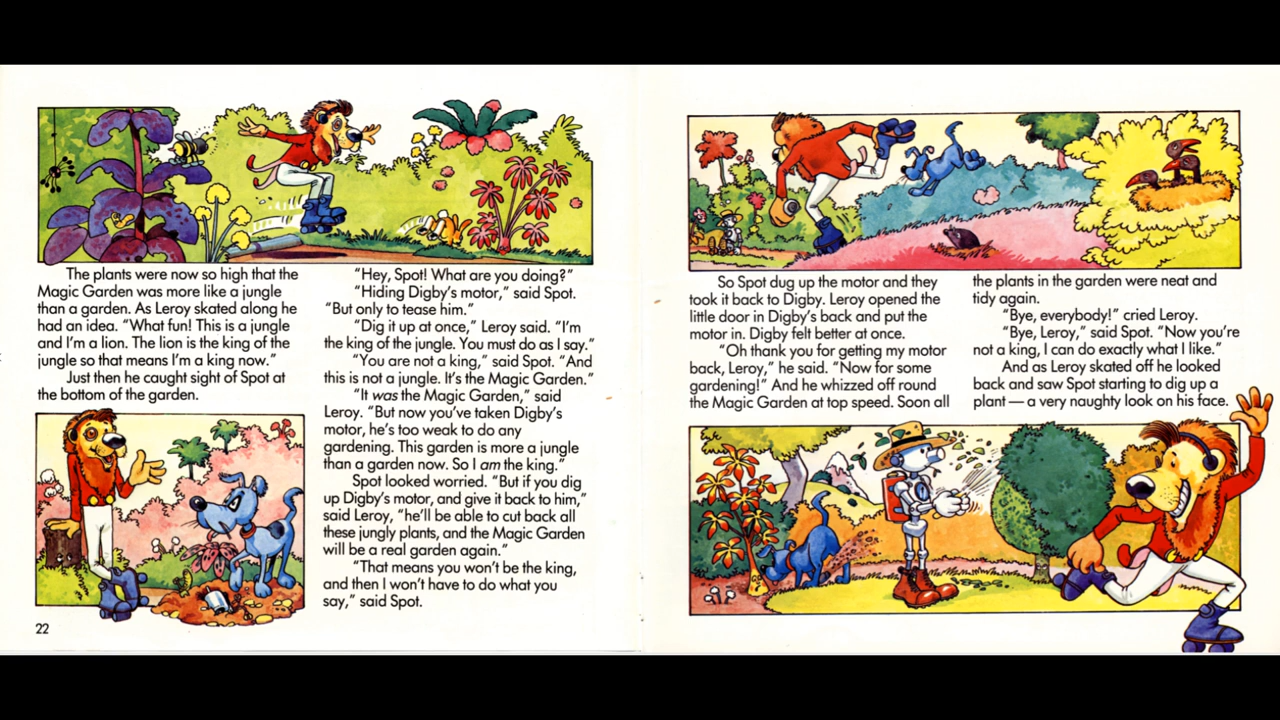 The plants were now so high that the
Magic Garden was more like a jungle
than a garden. As Leroy skated along he
had an idea. “What fun! This is a jungle
and I’m a lion. The lion is the king of the
jungle so that means I’m a king now.”
Just then he caught sight of Spot at
the bottom of the garden.
“Hey, Spot! What are you doing?”
“Hiding Digby’s motor,” said Spot.
“But only to tease him.”
“Dig it up at once,” Leroy said. “I’m
the king of the jungle. You must do as I say.”
“You are not a king,” said Spot. “And
this is not a jungle. It’s the Magic Garden.”
“It was the Magic Garden,” said
Leroy. “But now you’ve taken Digby’s
motor, he’s too weak to do any
gardening. This garden is more a jungle
than a garden now. So I am the king.”
Spot looked worried. “But if you dig
up Digby’s motor, and give it back to him,”
said Leroy, “he’ll be able to cut back all
these jungly plants, and the Magic Garden
will be a real garden again.”
“That means you won’t be the king,
and then I won’t have to do what you
say,” said Spot.
22
So Spot dug up the motor and they
took it back to Digby. Leroy opened the
little door in Digby’s back and put the
motor in. Digby felt better at once.
“Oh thank you for getting my motor
back, Leroy,” he said. “Now for some
gardening!” And he whizzed off round
the Magic Garden at top speed. Soon all
the plants in the garden were neat and
tidy again.
“Bye, everybody!” cried Leroy.
“Bye, Leroy,” said Spot. “Now you’re
not a king, I can do exactly what I like.”
And as Leroy skated off he looked
back and saw Spot starting to dig up a
plant — a very naughty look on his face.